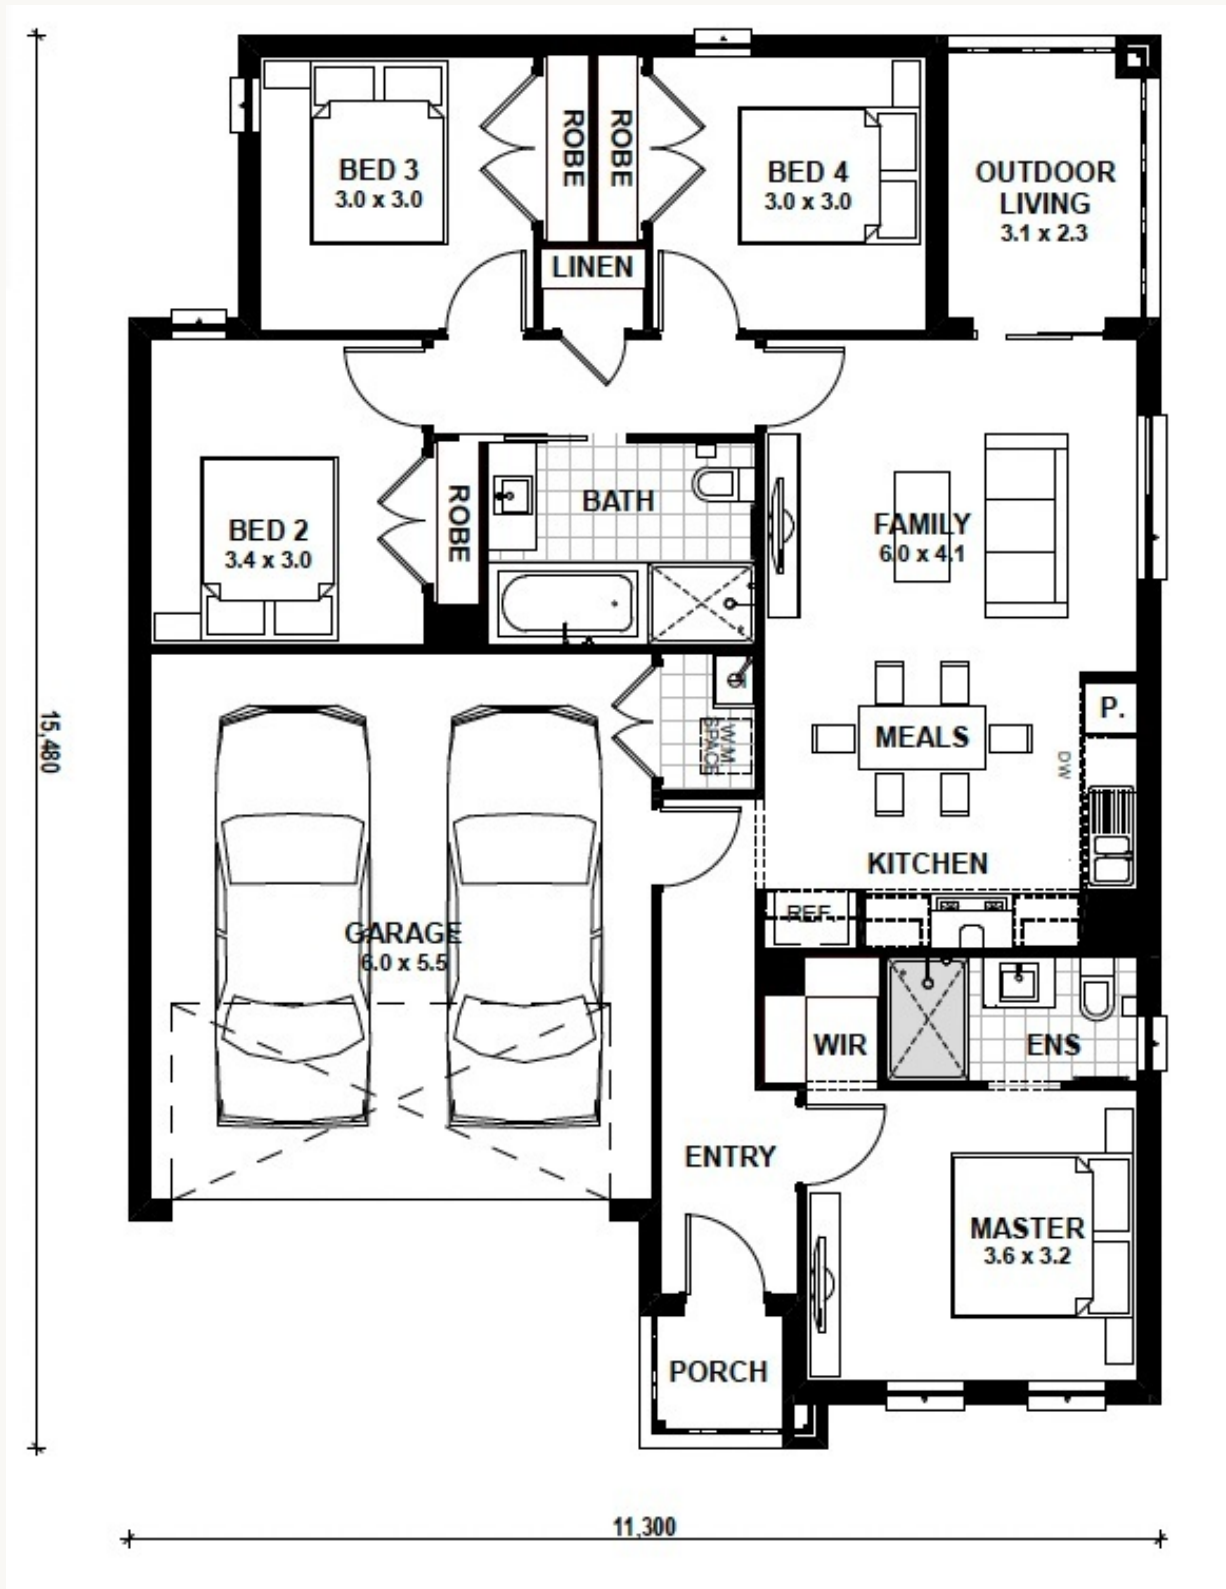 BED 3
3.0 x 3.0
ROBE
ROBE
BED 4
3.0 x 3.0
OUTDOOR
LIVING
3.1 x 2.3
LINEN
BED 2
3.4 x 3.0
ROBE
BATH
FAMILY
6.0 x 4.1
15,480
W.M
SPACE
MEALS
P.
DW
KITCHEN
REF.
GARAGE
6.0 x 5.5
WIR
ENS
ENTRY
MASTER
3.6 x 3.2
PORCH
11,300